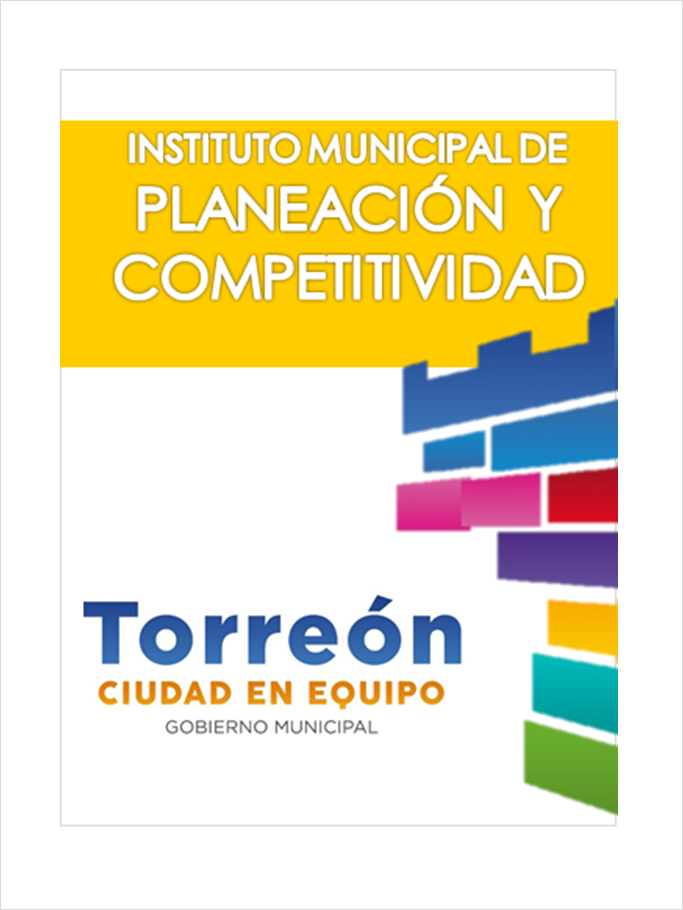 INSTITUTO MUNICIPAL DE
PLANEACIÓN Y
COMPETITIVIDAD
Torreón
CIUDAD EN EQUIPO
GOBIERNO MUNICIPAL